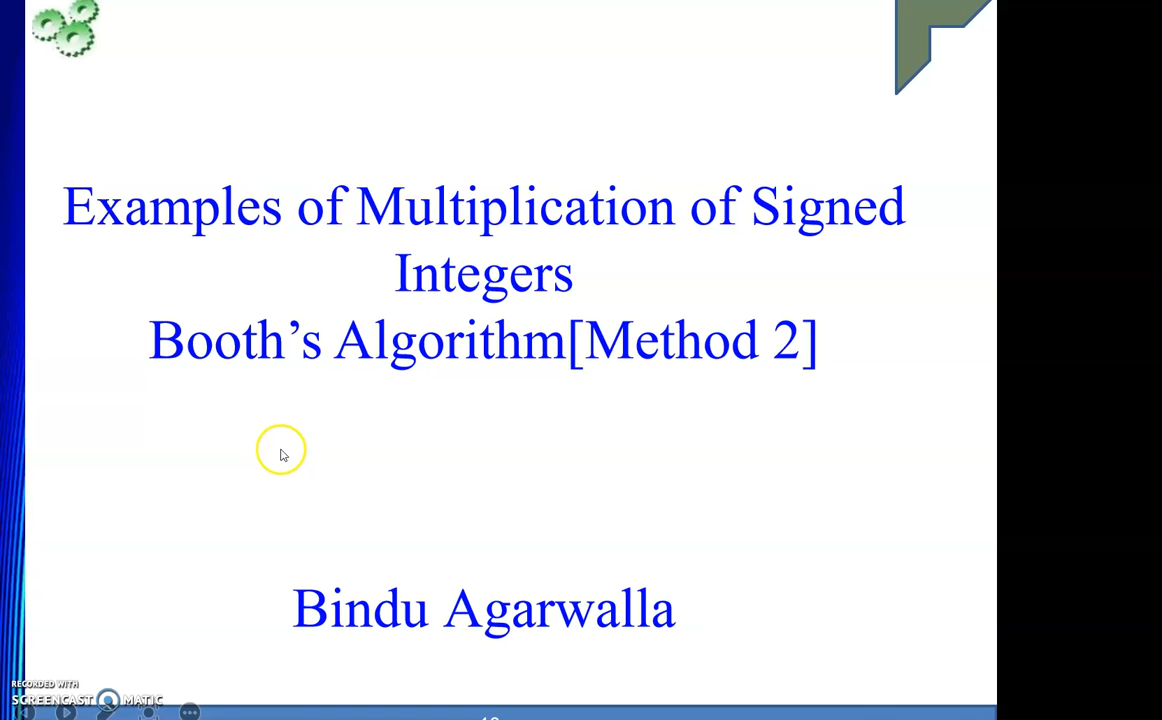 Examples of Multiplication of Signed
Integers
Booth’s Algorithm[Method 2]
Bindu Agarwalla
RECORDED WITH
SCREENCAST MATIC